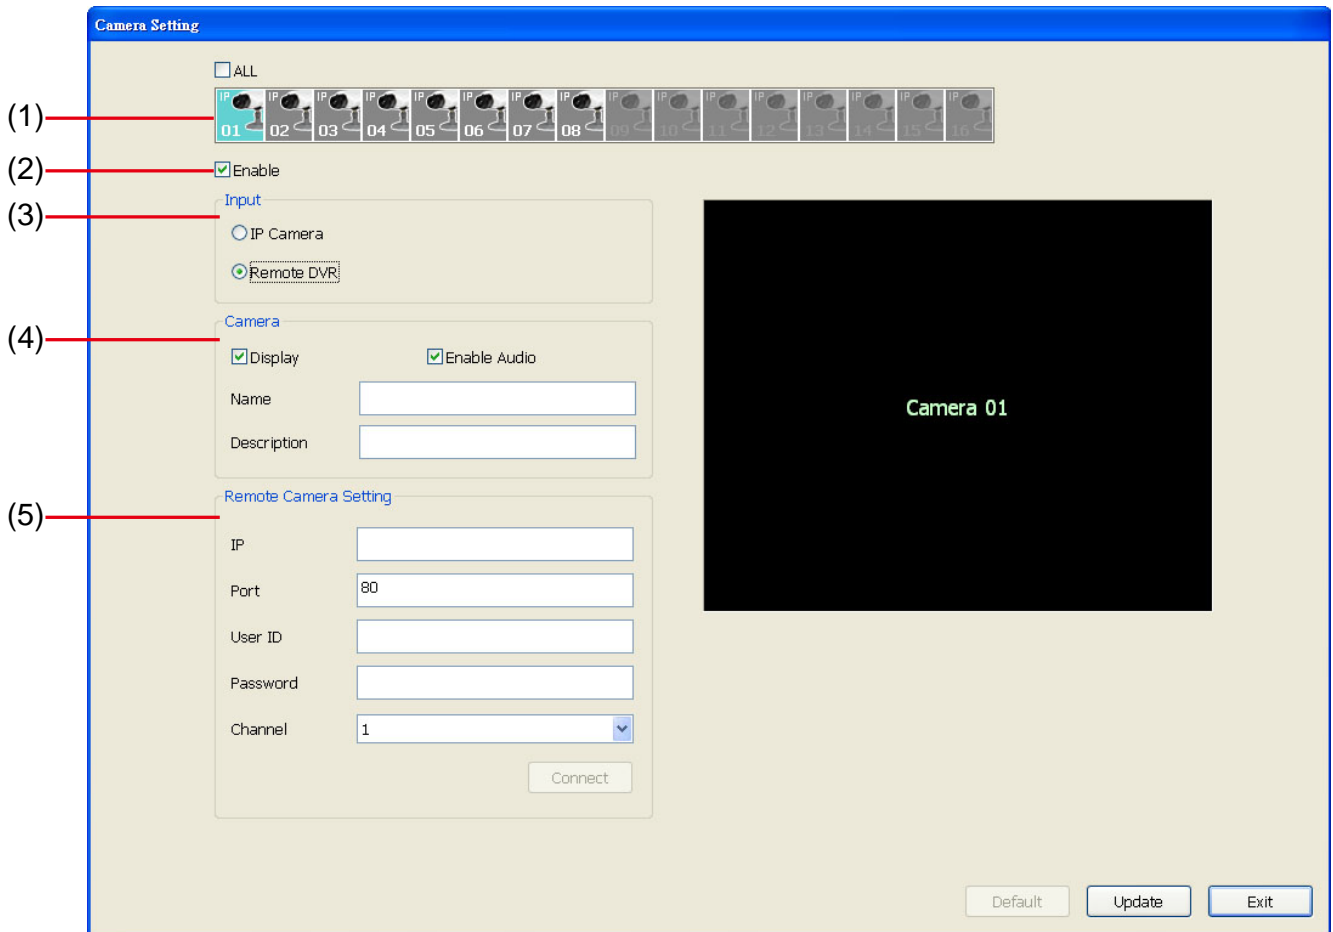 Camera Setting
ALL
(1)
IP IP IP IP IP IP IP IP IP IP IP IP IP IP IP IP
01 02 03 04 05 06 07 08 09 10 11 12 13 14 15 16
(2) Enable
Input
(3)
IP Camera
Remote DVR
Camera
(4)
Display Enable Audio
Name
Camera 01
Description
Remote Camera Setting
(5)
IP
Port 80
User ID
Password
Channel 1
Connect
Default Update Exit